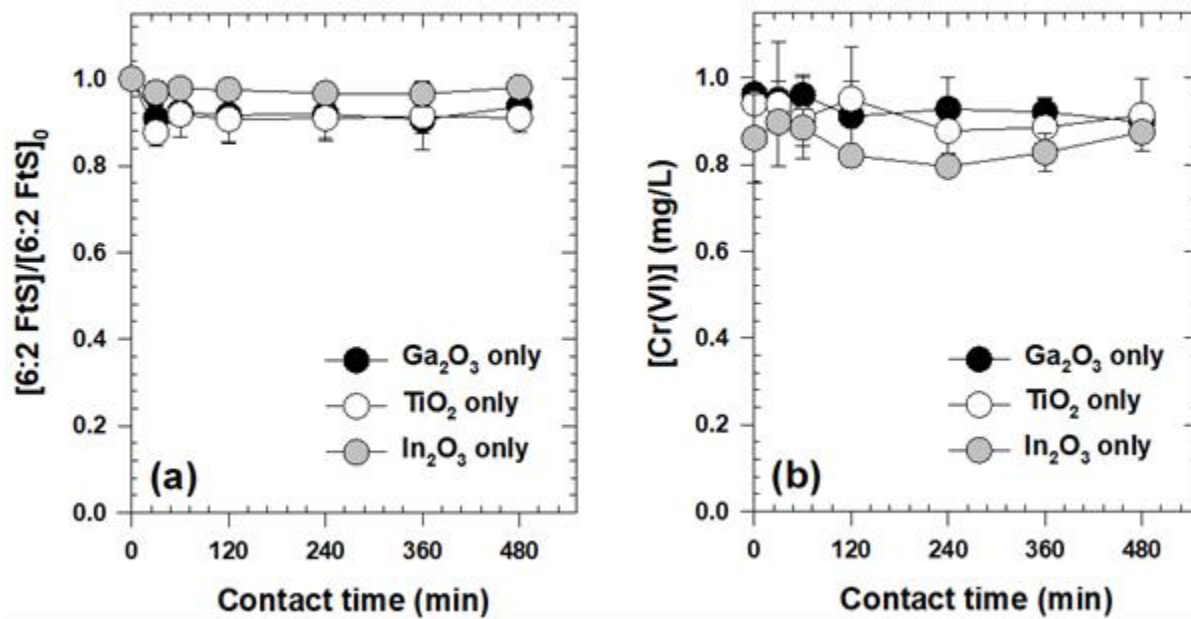 [6:2 FtS]/[6:2 FtS]₀
1.0
0.8
0.6
0.4
0.2
0.0
Ga₂O₃ only
TiO₂ only
In₂O₃ only
(a)
0 120 240 360 480
Contact time (min)
[Cr(VI)] (mg/L)
1.0
0.8
0.6
0.4
0.2
0.0
Ga₂O₃ only
TiO₂ only
In₂O₃ only
(b)
0 120 240 360 480
Contact time (min)